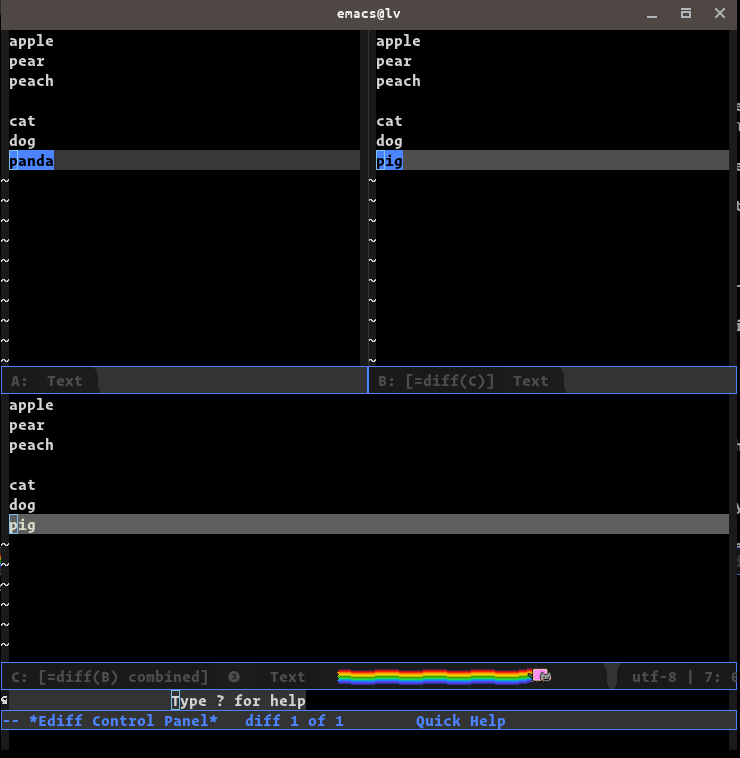 emacs@lv
apple
pear
peach
cat
dog
panda
~
~
~
~
~
~
~
~
~
~
A: Text
apple
pear
peach
cat
dog
pig
~
~
~
~
~
~
~
~
~
~
B: [=diff(C)] Text
apple
pear
peach
cat
dog
pig
~
~
~
~
~
~
C: [=diff(B) combined] ❸ Text utf-8 | 7: 0
Type ? for help
-- *Ediff Control Panel* diff 1 of 1 Quick Help